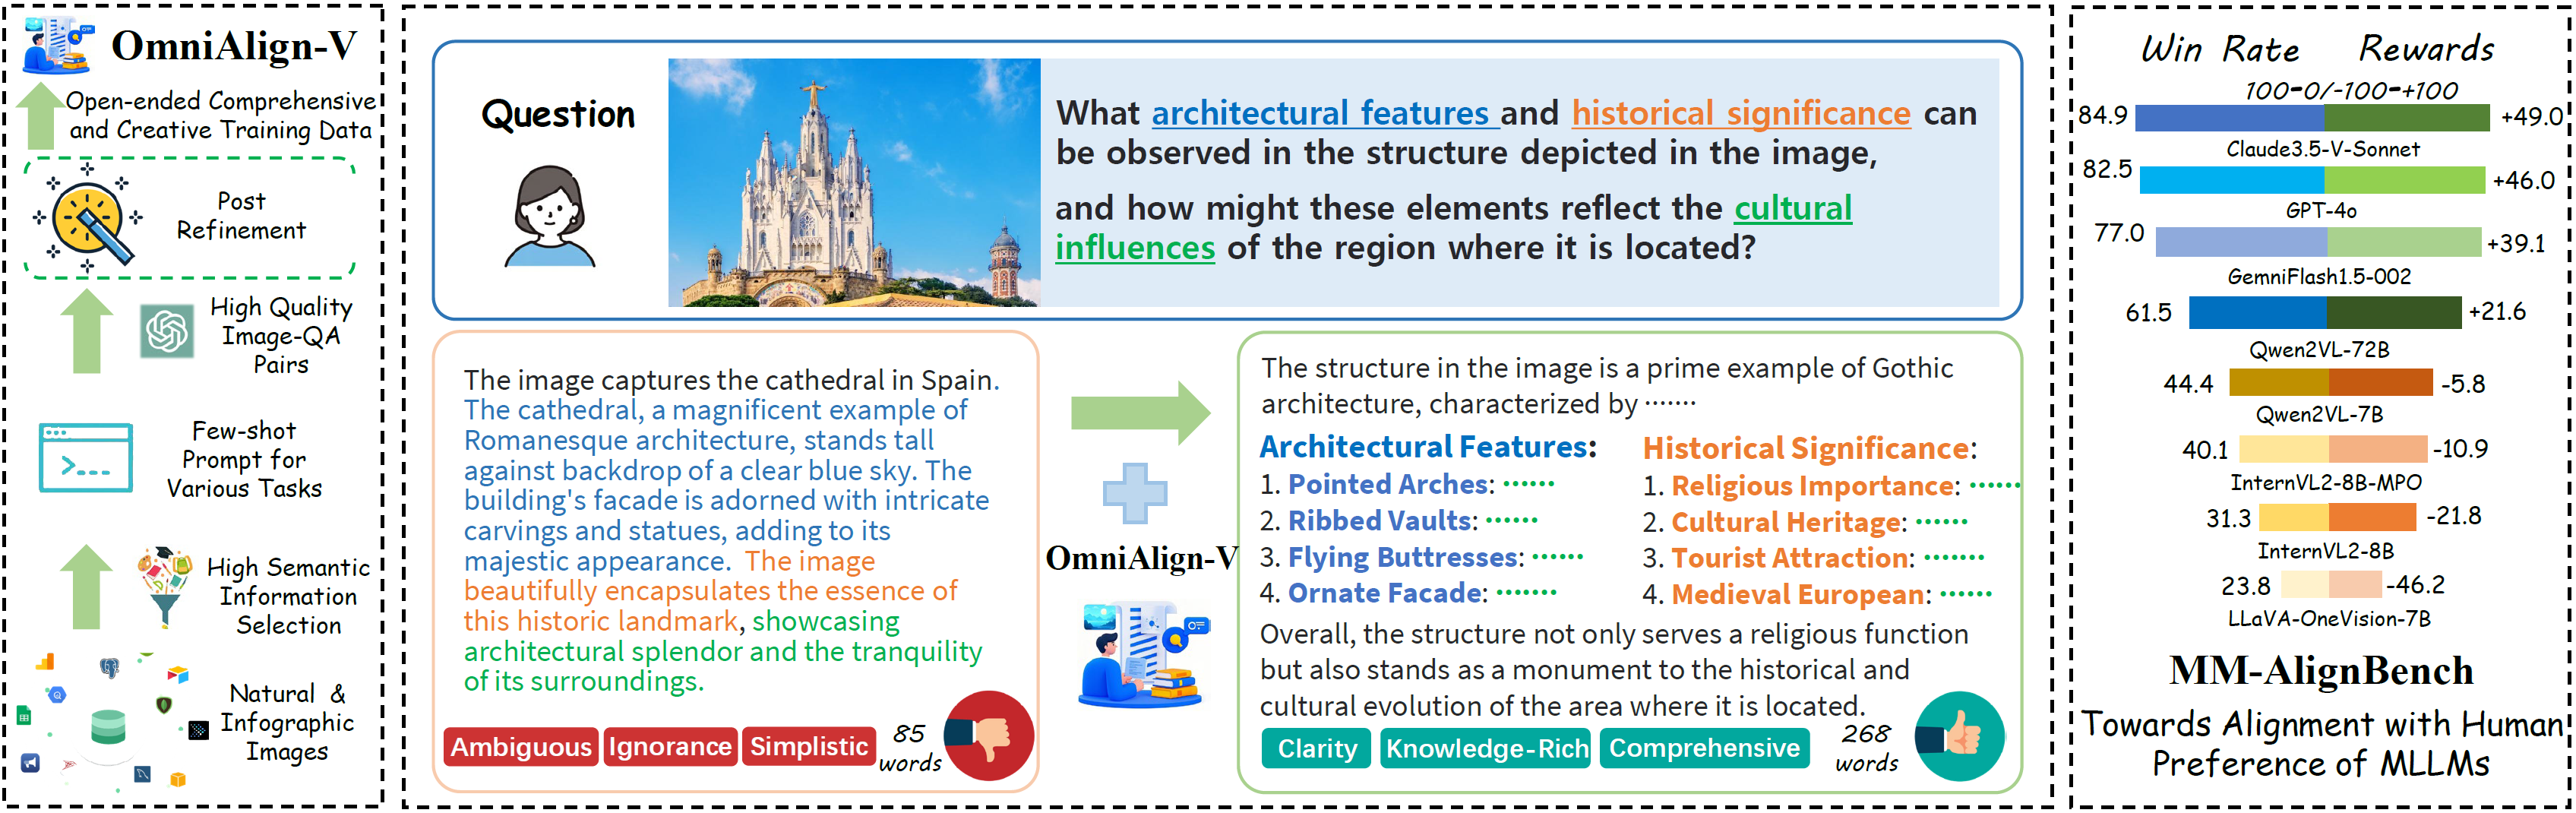 OmniAlign-V
Open-ended Comprehensive
and Creative Training Data
Post
Refinement
High Quality
Image-QA
Pairs
Few-shot
Prompt for
Various Tasks
High Semantic
Information
Selection
Natural &
Infographic
Images
Question
What architectural features and historical significance can
be observed in the structure depicted in the image,
and how might these elements reflect the cultural
influences of the region where it is located?
The image captures the cathedral in Spain.
The cathedral, a magnificent example of
Romanesque architecture, stands tall
against backdrop of a clear blue sky. The
building's facade is adorned with intricate
carvings and statues, adding to its
majestic appearance. The image
beautifully encapsulates the essence of
this historic landmark, showcasing
architectural splendor and the tranquility
of its surroundings.
Ambiguous Ignorance Simplistic
85
words
OmniAlign-V
The structure in the image is a prime example of Gothic
architecture, characterized by ·······
Architectural Features:
1. Pointed Arches: ······
2. Ribbed Vaults: ······
3. Flying Buttresses: ······
4. Ornate Facade: ·······
Historical Significance:
1. Religious Importance: ······
2. Cultural Heritage: ······
3. Tourist Attraction: ·······
4. Medieval European: ······
Overall, the structure not only serves a religious function
but also stands as a monument to the historical and
cultural evolution of the area where it is located.
Clarity Knowledge-Rich Comprehensive
268
words
Win Rate Rewards
100-0/-100-+100
84.9 +49.0
Claude3.5-V-Sonnet
82.5 +46.0
GPT-4o
77.0 +39.1
GemniFlash1.5-002
61.5 +21.6
Qwen2VL-72B
44.4 -5.8
Qwen2VL-7B
40.1 -10.9
InternVL2-8B-MPO
31.3 -21.8
InternVL2-8B
23.8 -46.2
LLaVA-OneVision-7B
MM-AlignBench
Towards Alignment with Human
Preference of MLLMs